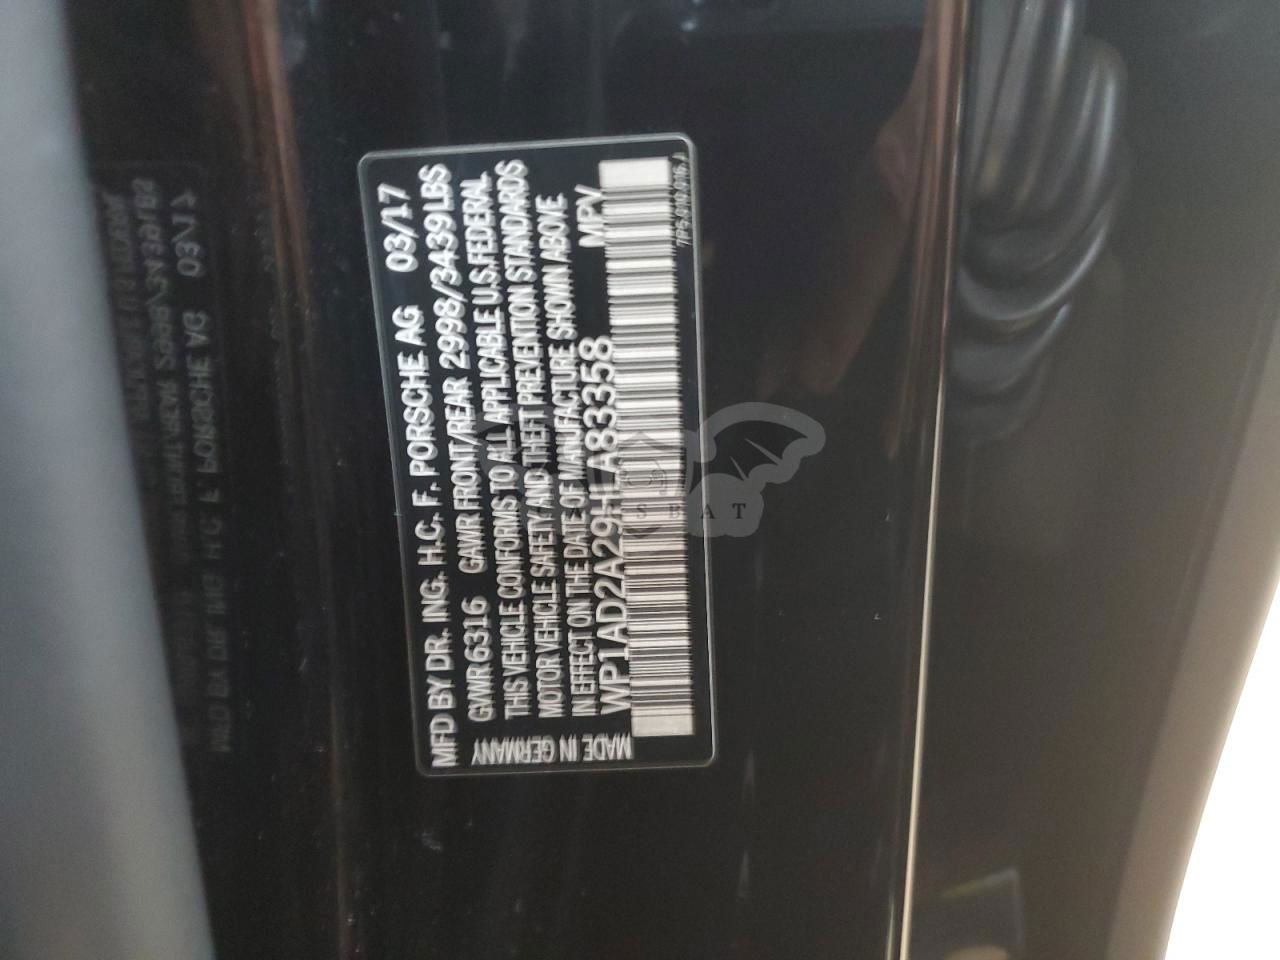 MFD BY DR. ING. H.C. F. PORSCHE AG 03/17
GVWR 6316 GAWR FRONT/REAR 2998/3439LBS
THIS VEHICLE CONFORMS TO ALL APPLICABLE U.S.FEDERAL
MOTOR VEHICLE SAFETY AND THEFT PREVENTION STANDARDS
IN EFFECT ON THE DATE OF MANUFACTURE SHOWN ABOVE
WP1AD2A29HLA83358 MPV
MADE IN GERMANY